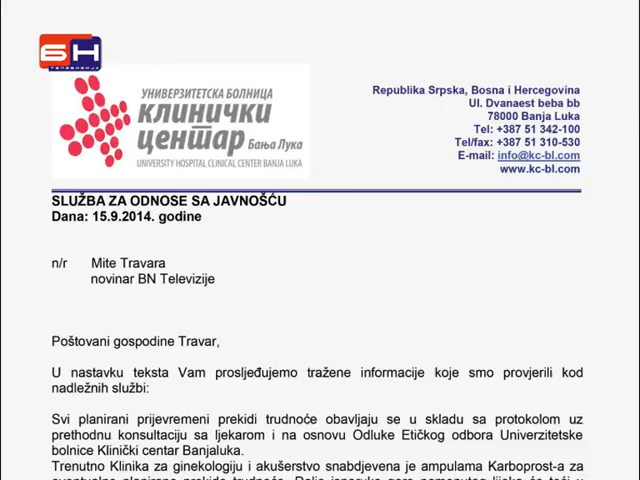 БН
ТЕЛЕВИЗИЈА
УНИВЕРЗИТЕТСКА БОЛНИЦА
КЛИНИЧКИ
ЦЕНТАР Бања Лука
UNIVERSITY HOSPITAL CLINICAL CENTER BANJA LUKA
Republika Srpska, Bosna i Hercegovina
Ul. Dvanaest beba bb
78000 Banja Luka
Tel: +387 51 342-100
Tel/fax: +387 51 310-530
E-mail: info@kc-bl.com
www.kc-bl.com
SLUŽBA ZA ODNOSE SA JAVNOŠĆU
Dana: 15.9.2014. godine
n/r Mite Travara
novinar BN Televizije
Poštovani gospodine Travar,
U nastavku teksta Vam prosljeđujemo tražene informacije koje smo provjerili kod
nadležnih službi:
Svi planirani prijevremeni prekidi trudnoće obavljaju se u skladu sa protokolom uz
prethodnu konsultaciju sa ljekarom i na osnovu Odluke Etičkog odbora Univerzitetske
bolnice Klinički centar Banjaluka.
Trenutno Klinika za ginekologiju i akušerstvo snabdjevena je ampulama Karboprost-a za